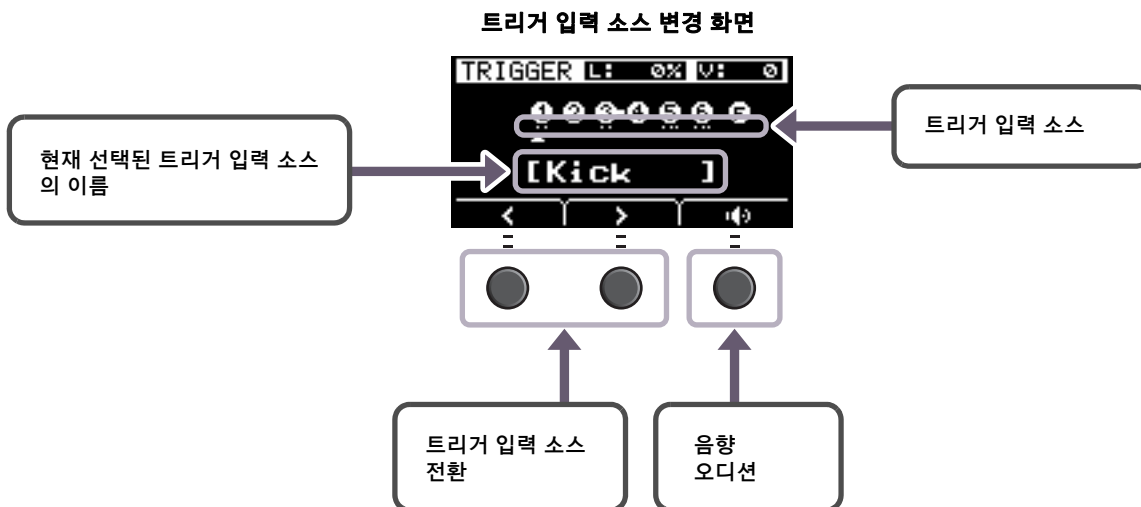 트리거 입력 소스 변경 화면
TRIGGER L: 0% V: 0
1 2 3 4 5 6
[Kick ]
< >
현재 선택된 트리거 입력 소스
의 이름
트리거 입력 소스
트리거 입력 소스
전환
음향
오디션